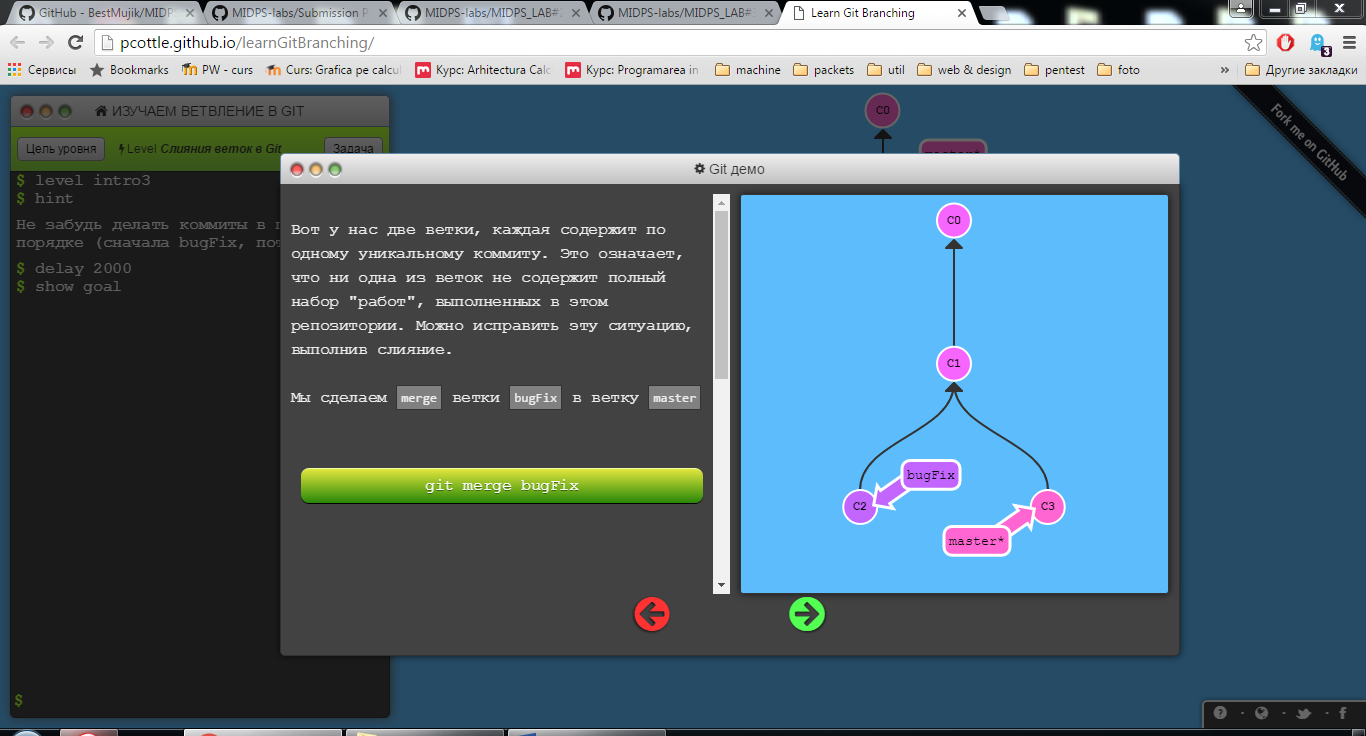 GitHub - BestMujik/MIDP
MIDPS-labs/Submission P
MIDPS-labs/MIDPS_LAB#
MIDPS-labs/MIDPS_LAB#
Learn Git Branching
pcottle.github.io/learnGitBranching/
3
Сервисы
Bookmarks
PW - curs
Curs: Grafica pe calcul
Курс: Arhitectura Calc
Курс: Programarea in
machine
packets
util
web & design
pentest
foto
»
Другие закладки
ИЗУЧАЕМ ВЕТВЛЕНИЕ В GIT
Цель уровня
Level Слияния веток в Git
Задача
$ level intro3
$ hint
Не забудь делать коммиты в
порядке (сначала bugFix,
$ delay 2000
$ show goal
$
C0
master*
Fork me on GitHub
Git демо
Вот у нас две ветки, каждая содержит по
одному уникальному коммиту. Это означает,
что ни одна из веток не содержит полный
набор "работ", выполненных в этом
репозитории. Можно исправить эту ситуацию,
выполнив слияние.
Мы сделаем merge ветки bugFix в ветку master
git merge bugFix
C0
C1
bugFix
C2
C3
master*